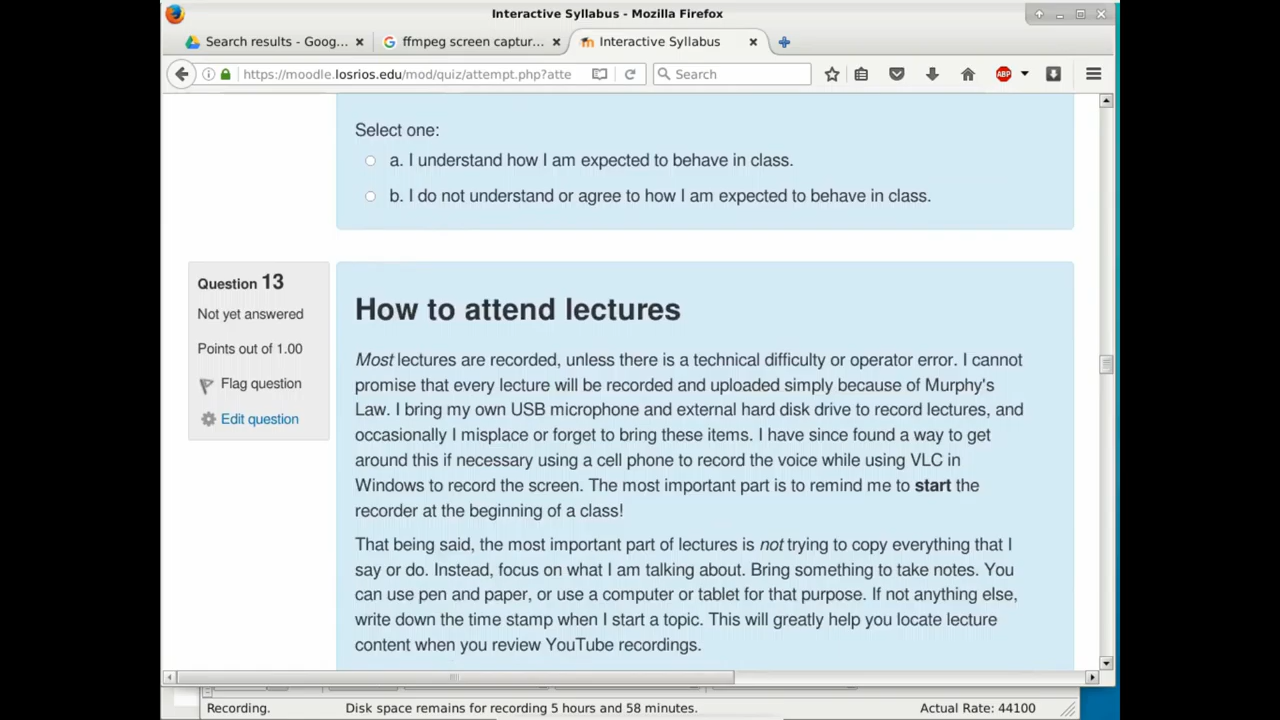 Interactive Syllabus - Mozilla Firefox
Search results - Goog...
ffmpeg screen captur...
Interactive Syllabus
https://moodle.losrios.edu/mod/quiz/attempt.php?atte
Search
ABP
Select one:
a. I understand how I am expected to behave in class.
b. I do not understand or agree to how I am expected to behave in class.
Question 13
Not yet answered
Points out of 1.00
Flag question
Edit question
How to attend lectures
Most lectures are recorded, unless there is a technical difficulty or operator error. I cannot
promise that every lecture will be recorded and uploaded simply because of Murphy's
Law. I bring my own USB microphone and external hard disk drive to record lectures, and
occasionally I misplace or forget to bring these items. I have since found a way to get
around this if necessary using a cell phone to record the voice while using VLC in
Windows to record the screen. The most important part is to remind me to start the
recorder at the beginning of a class!
That being said, the most important part of lectures is not trying to copy everything that I
say or do. Instead, focus on what I am talking about. Bring something to take notes. You
can use pen and paper, or use a computer or tablet for that purpose. If not anything else,
write down the time stamp when I start a topic. This will greatly help you locate lecture
content when you review YouTube recordings.
Recording.
Disk space remains for recording 5 hours and 58 minutes.
Actual Rate: 44100